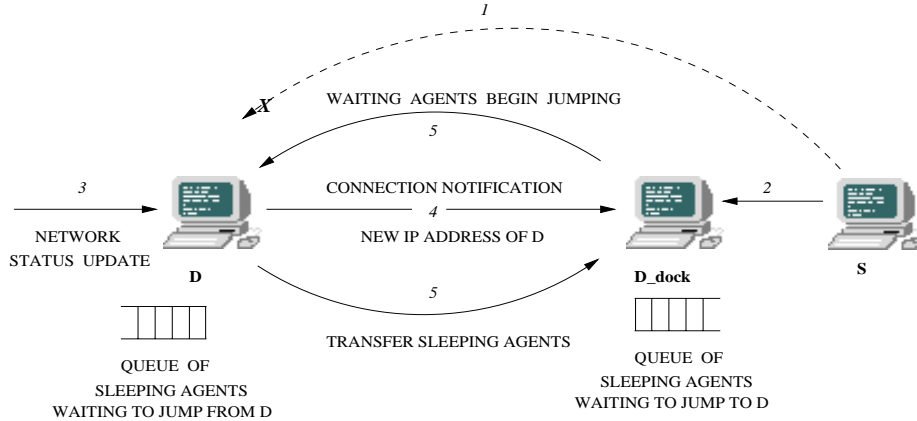 1
X
WAITING AGENTS BEGIN JUMPING
5
3
CONNECTION NOTIFICATION
2
4
NETWORK
STATUS UPDATE
NEW IP ADDRESS OF D
D
D_dock
S
5
TRANSFER SLEEPING AGENTS
QUEUE OF
SLEEPING AGENTS
WAITING TO JUMP FROM D
QUEUE OF
SLEEPING AGENTS
WAITING TO JUMP TO D